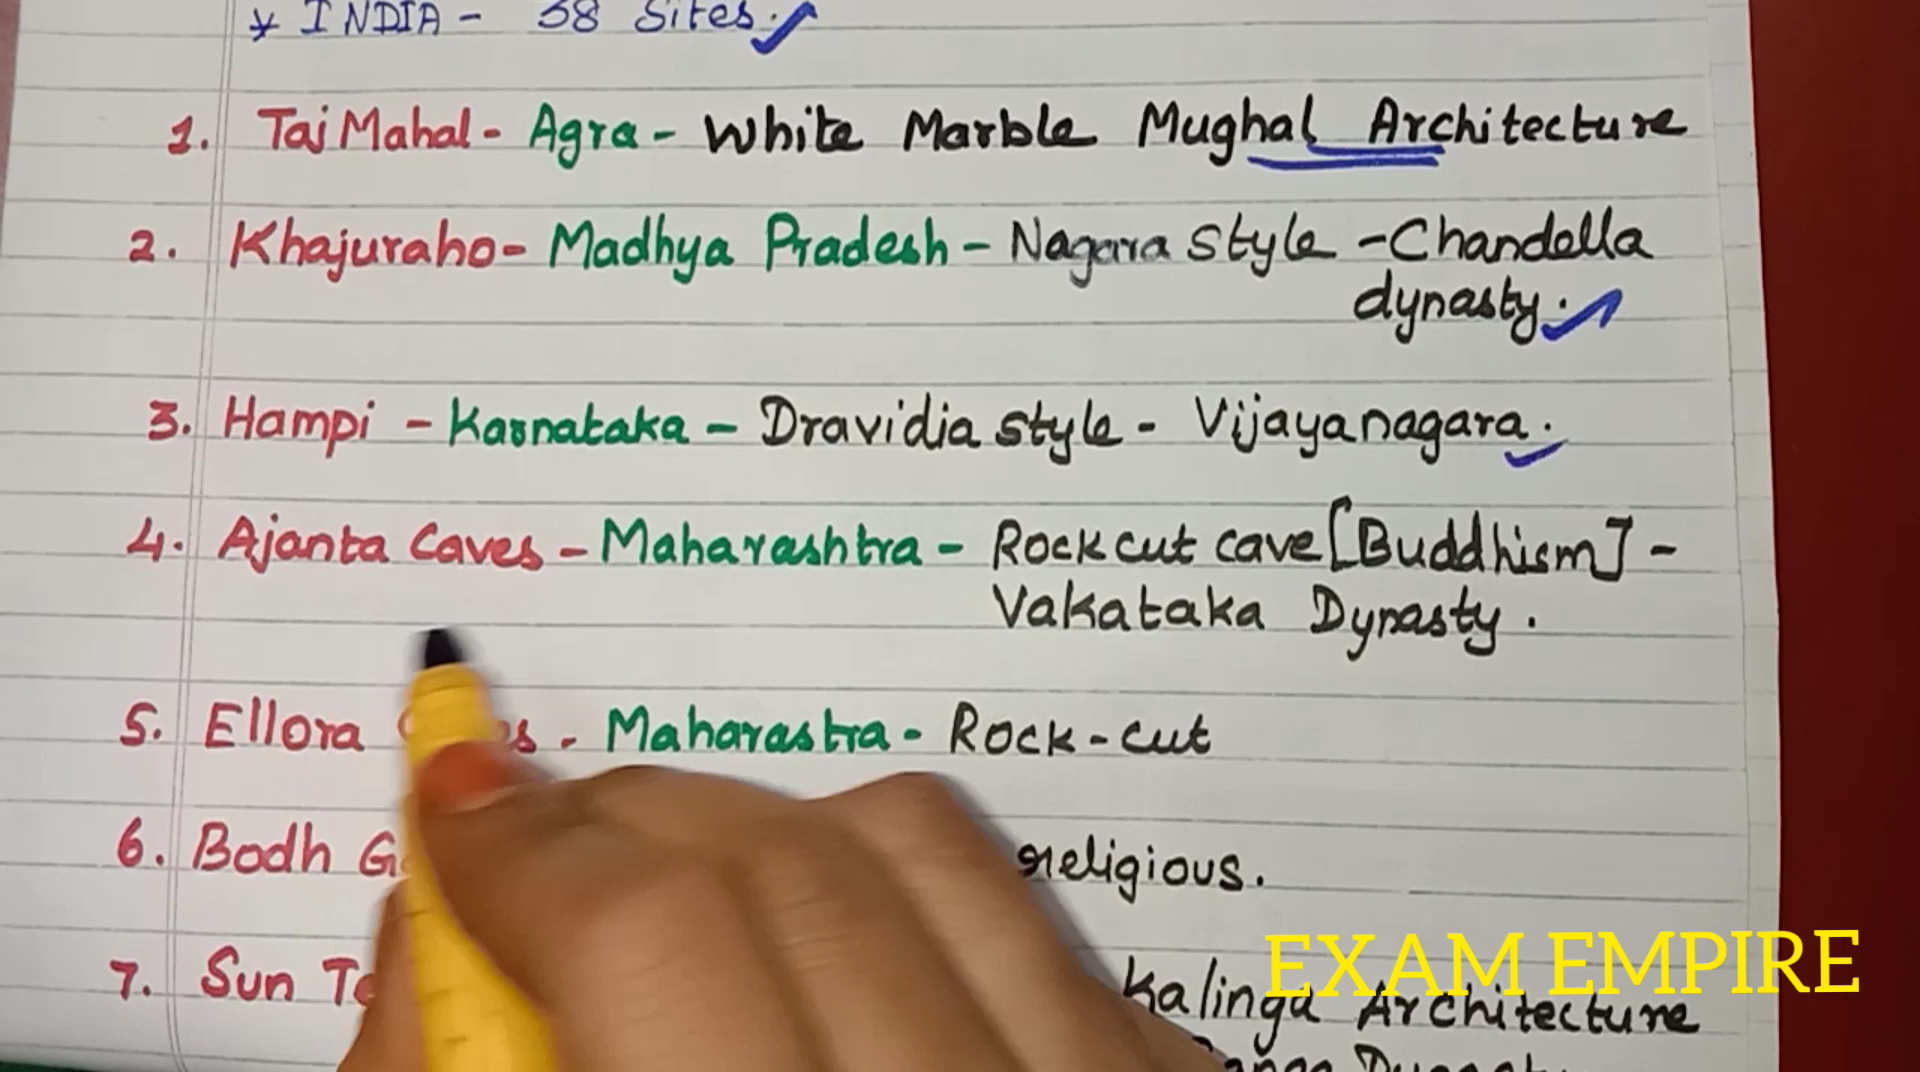 * INDIA - 38 Sites.
1. Taj Mahal - Agra - White Marble Mughal Architecture
2. Khajuraho - Madhya Pradesh - Nagara Style - Chandella
dynasty.
3. Hampi - Karnataka - Dravidia style - Vijayanagara.
4. Ajanta Caves - Maharashtra - Rock cut cave [Buddhism] -
Vakataka Dynasty.
5. Ellora - Maharastra - Rock-cut
6. Bodh religious.
7. Sun Kalinga Architecture
EXAM EMPIRE